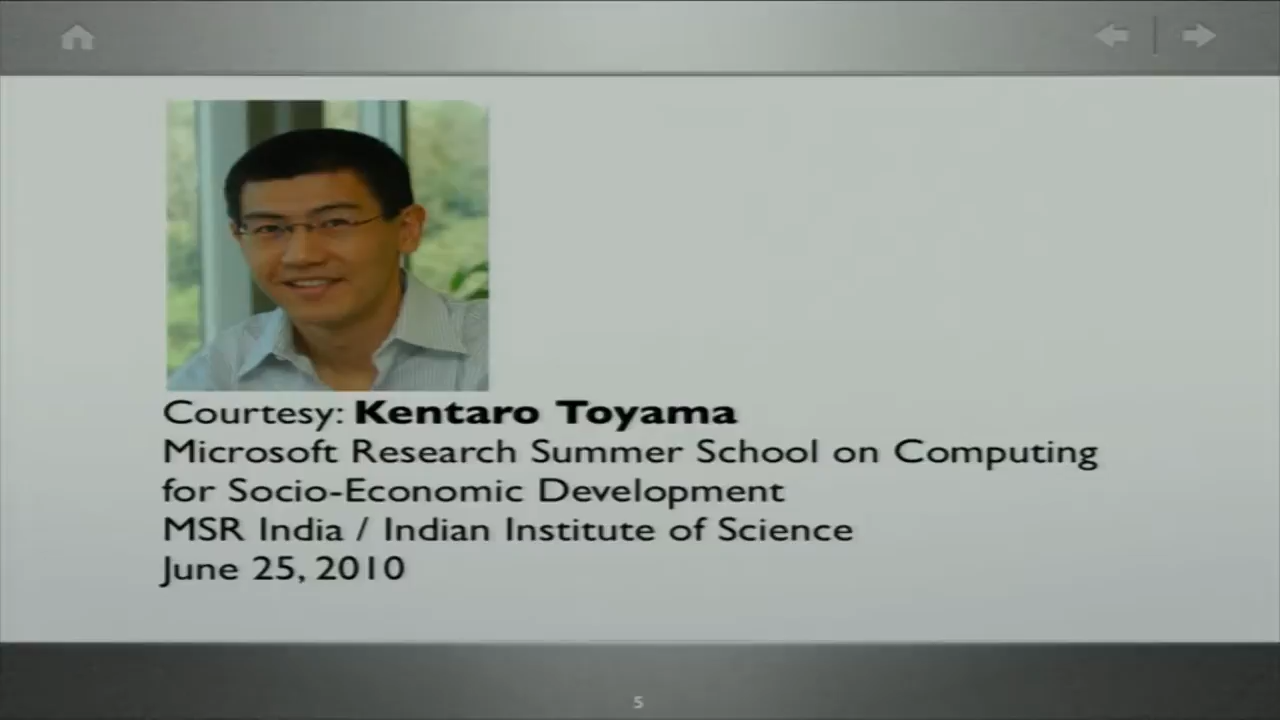 Courtesy: Kentaro Toyama
Microsoft Research Summer School on Computing
for Socio-Economic Development
MSR India / Indian Institute of Science
June 25, 2010
5